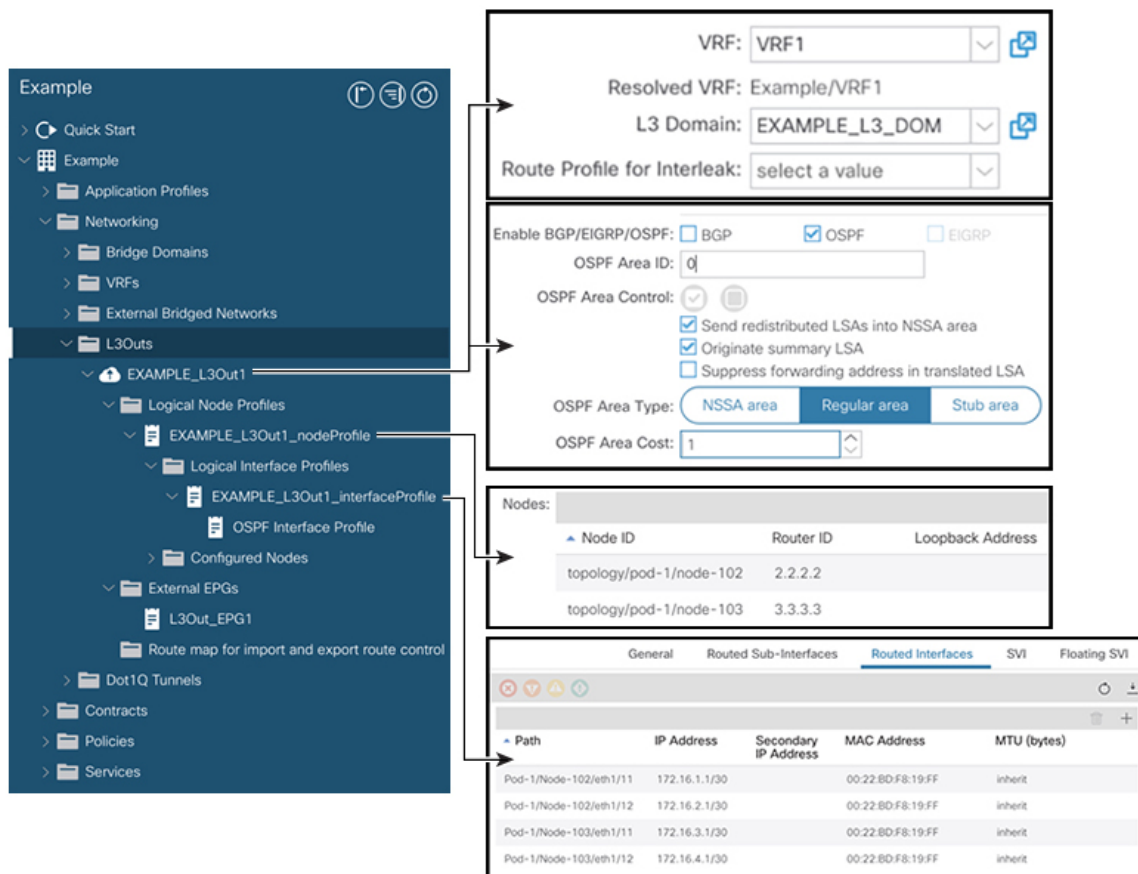 Example
Quick Start
Example
Application Profiles
Networking
Bridge Domains
VRFs
External Bridged Networks
L3Outs
EXAMPLE_L3Out1
Logical Node Profiles
EXAMPLE_L3Out1_nodeProfile
Logical Interface Profiles
EXAMPLE_L3Out1_interfaceProfile
OSPF Interface Profile
Configured Nodes
External EPGs
L3Out_EPG1
Route map for import and export route control
Dot1Q Tunnels
Contracts
Policies
Services
VRF: VRF1
Resolved VRF: Example/VRF1
L3 Domain: EXAMPLE_L3_DOM
Route Profile for Interleak: select a value
Enable BGP/EIGRP/OSPF: BGP OSPF EIGRP
OSPF Area ID: 0
OSPF Area Control:
Send redistributed LSAs into NSSA area
Originate summary LSA
Suppress forwarding address in translated LSA
OSPF Area Type: NSSA area Regular area Stub area
OSPF Area Cost: 1
Nodes:
Node ID Router ID Loopback Address
topology/pod-1/node-102 2.2.2.2
topology/pod-1/node-103 3.3.3.3
General Routed Sub-Interfaces Routed Interfaces SVI Floating SVI
Path IP Address Secondary IP Address MAC Address MTU (bytes)
Pod-1/Node-102/eth1/11 172.16.1.1/30 00:22:BD:F8:19:FF inherit
Pod-1/Node-102/eth1/12 172.16.2.1/30 00:22:BD:F8:19:FF inherit
Pod-1/Node-103/eth1/11 172.16.3.1/30 00:22:BD:F8:19:FF inherit
Pod-1/Node-103/eth1/12 172.16.4.1/30 00:22:BD:F8:19:FF inherit